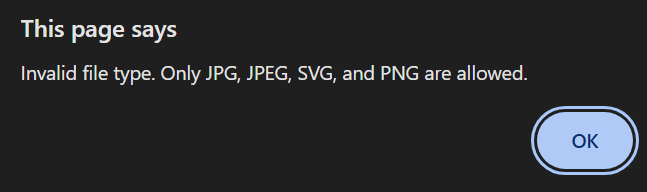 This page says
Invalid file type. Only JPG, JPEG, SVG, and PNG are allowed.
OK